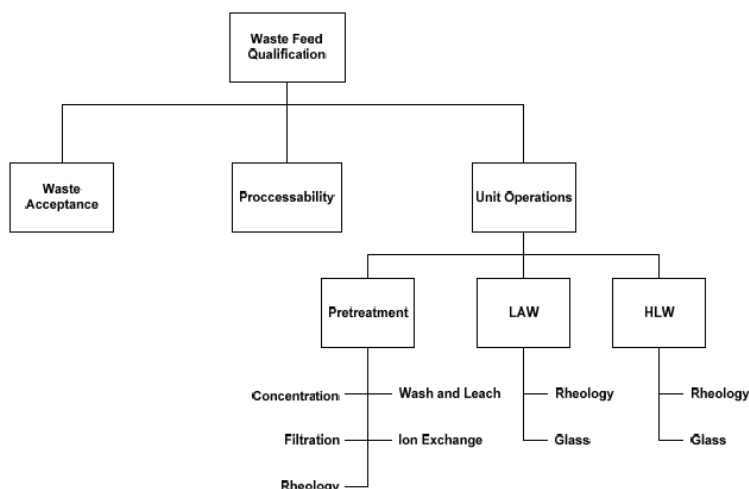 Waste Feed
Qualification
Waste
Acceptance
Proccessability
Unit Operations
Pretreatment
LAW
HLW
Concentration
Wash and Leach
Rheology
Rheology
Filtration
Ion Exchange
Glass
Glass
Rheology